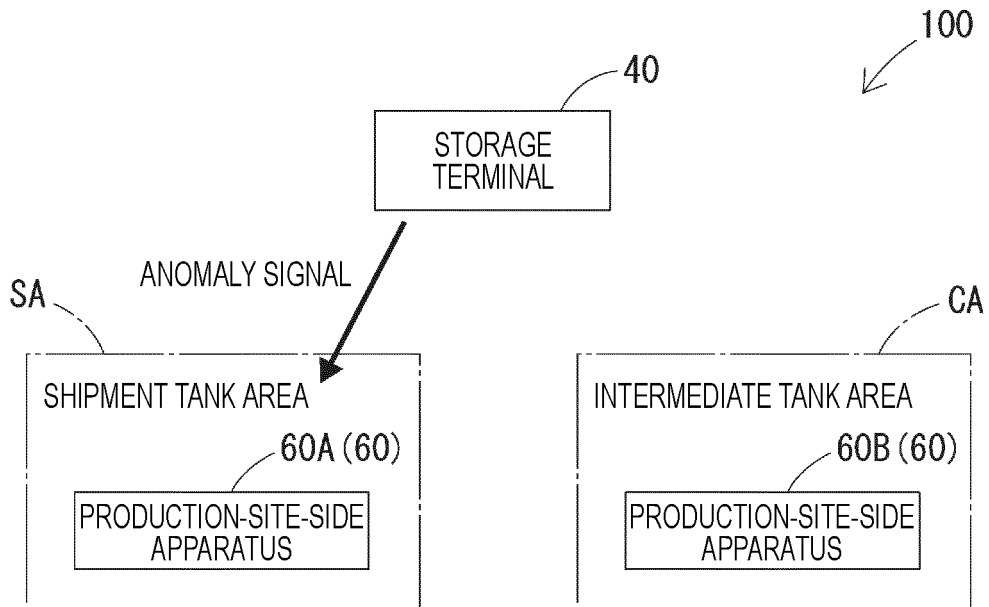 100
40
STORAGE
TERMINAL
ANOMALY SIGNAL
SA
CA
SHIPMENT TANK AREA
INTERMEDIATE TANK AREA
60A (60)
60B (60)
PRODUCTION-SITE-SIDE
APPARATUS
PRODUCTION-SITE-SIDE
APPARATUS